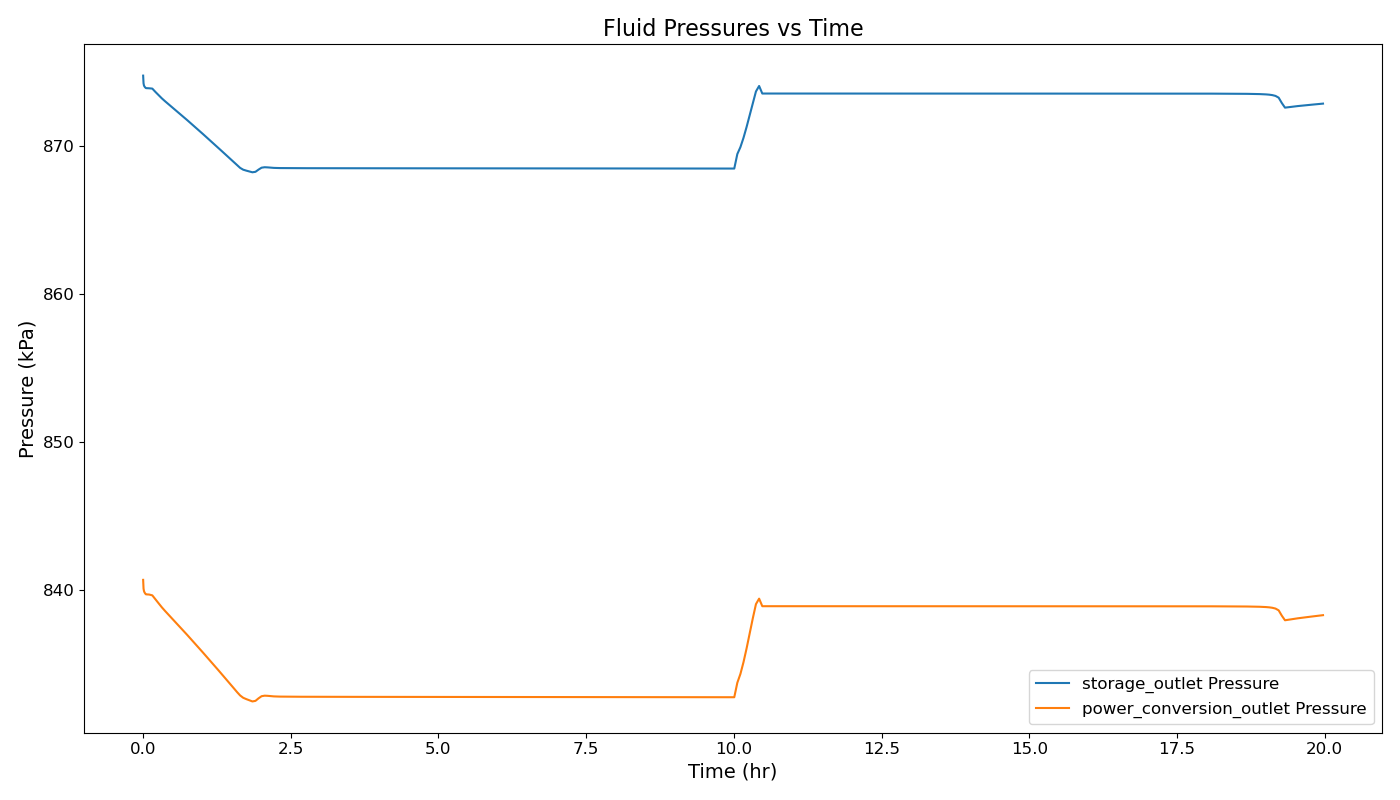 Fluid Pressures vs Time
Pressure (kPa)
870
860
850
840
storage_outlet Pressure
power_conversion_outlet Pressure
0.0 2.5 5.0 7.5 10.0 12.5 15.0 17.5 20.0
Time (hr)